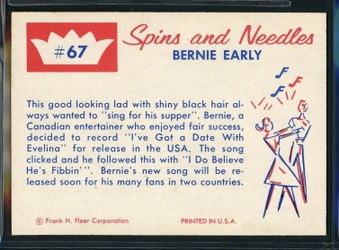 #67
Spins and Needles
BERNIE EARLY
This good looking lad with shiny black hair al-
ways wanted to "sing for his supper". Bernie, a
Canadian entertainer who enjoyed fair success,
decided to record "I've Got a Date With
Evelina" for release in the USA. The song
clicked and he followed this with "I Do Believe
He's Fibbin'". Bernie's new song will be re-
leased soon for his many fans in two countries.
© Frank H. Fleer Corporation
PRINTED IN U.S.A.